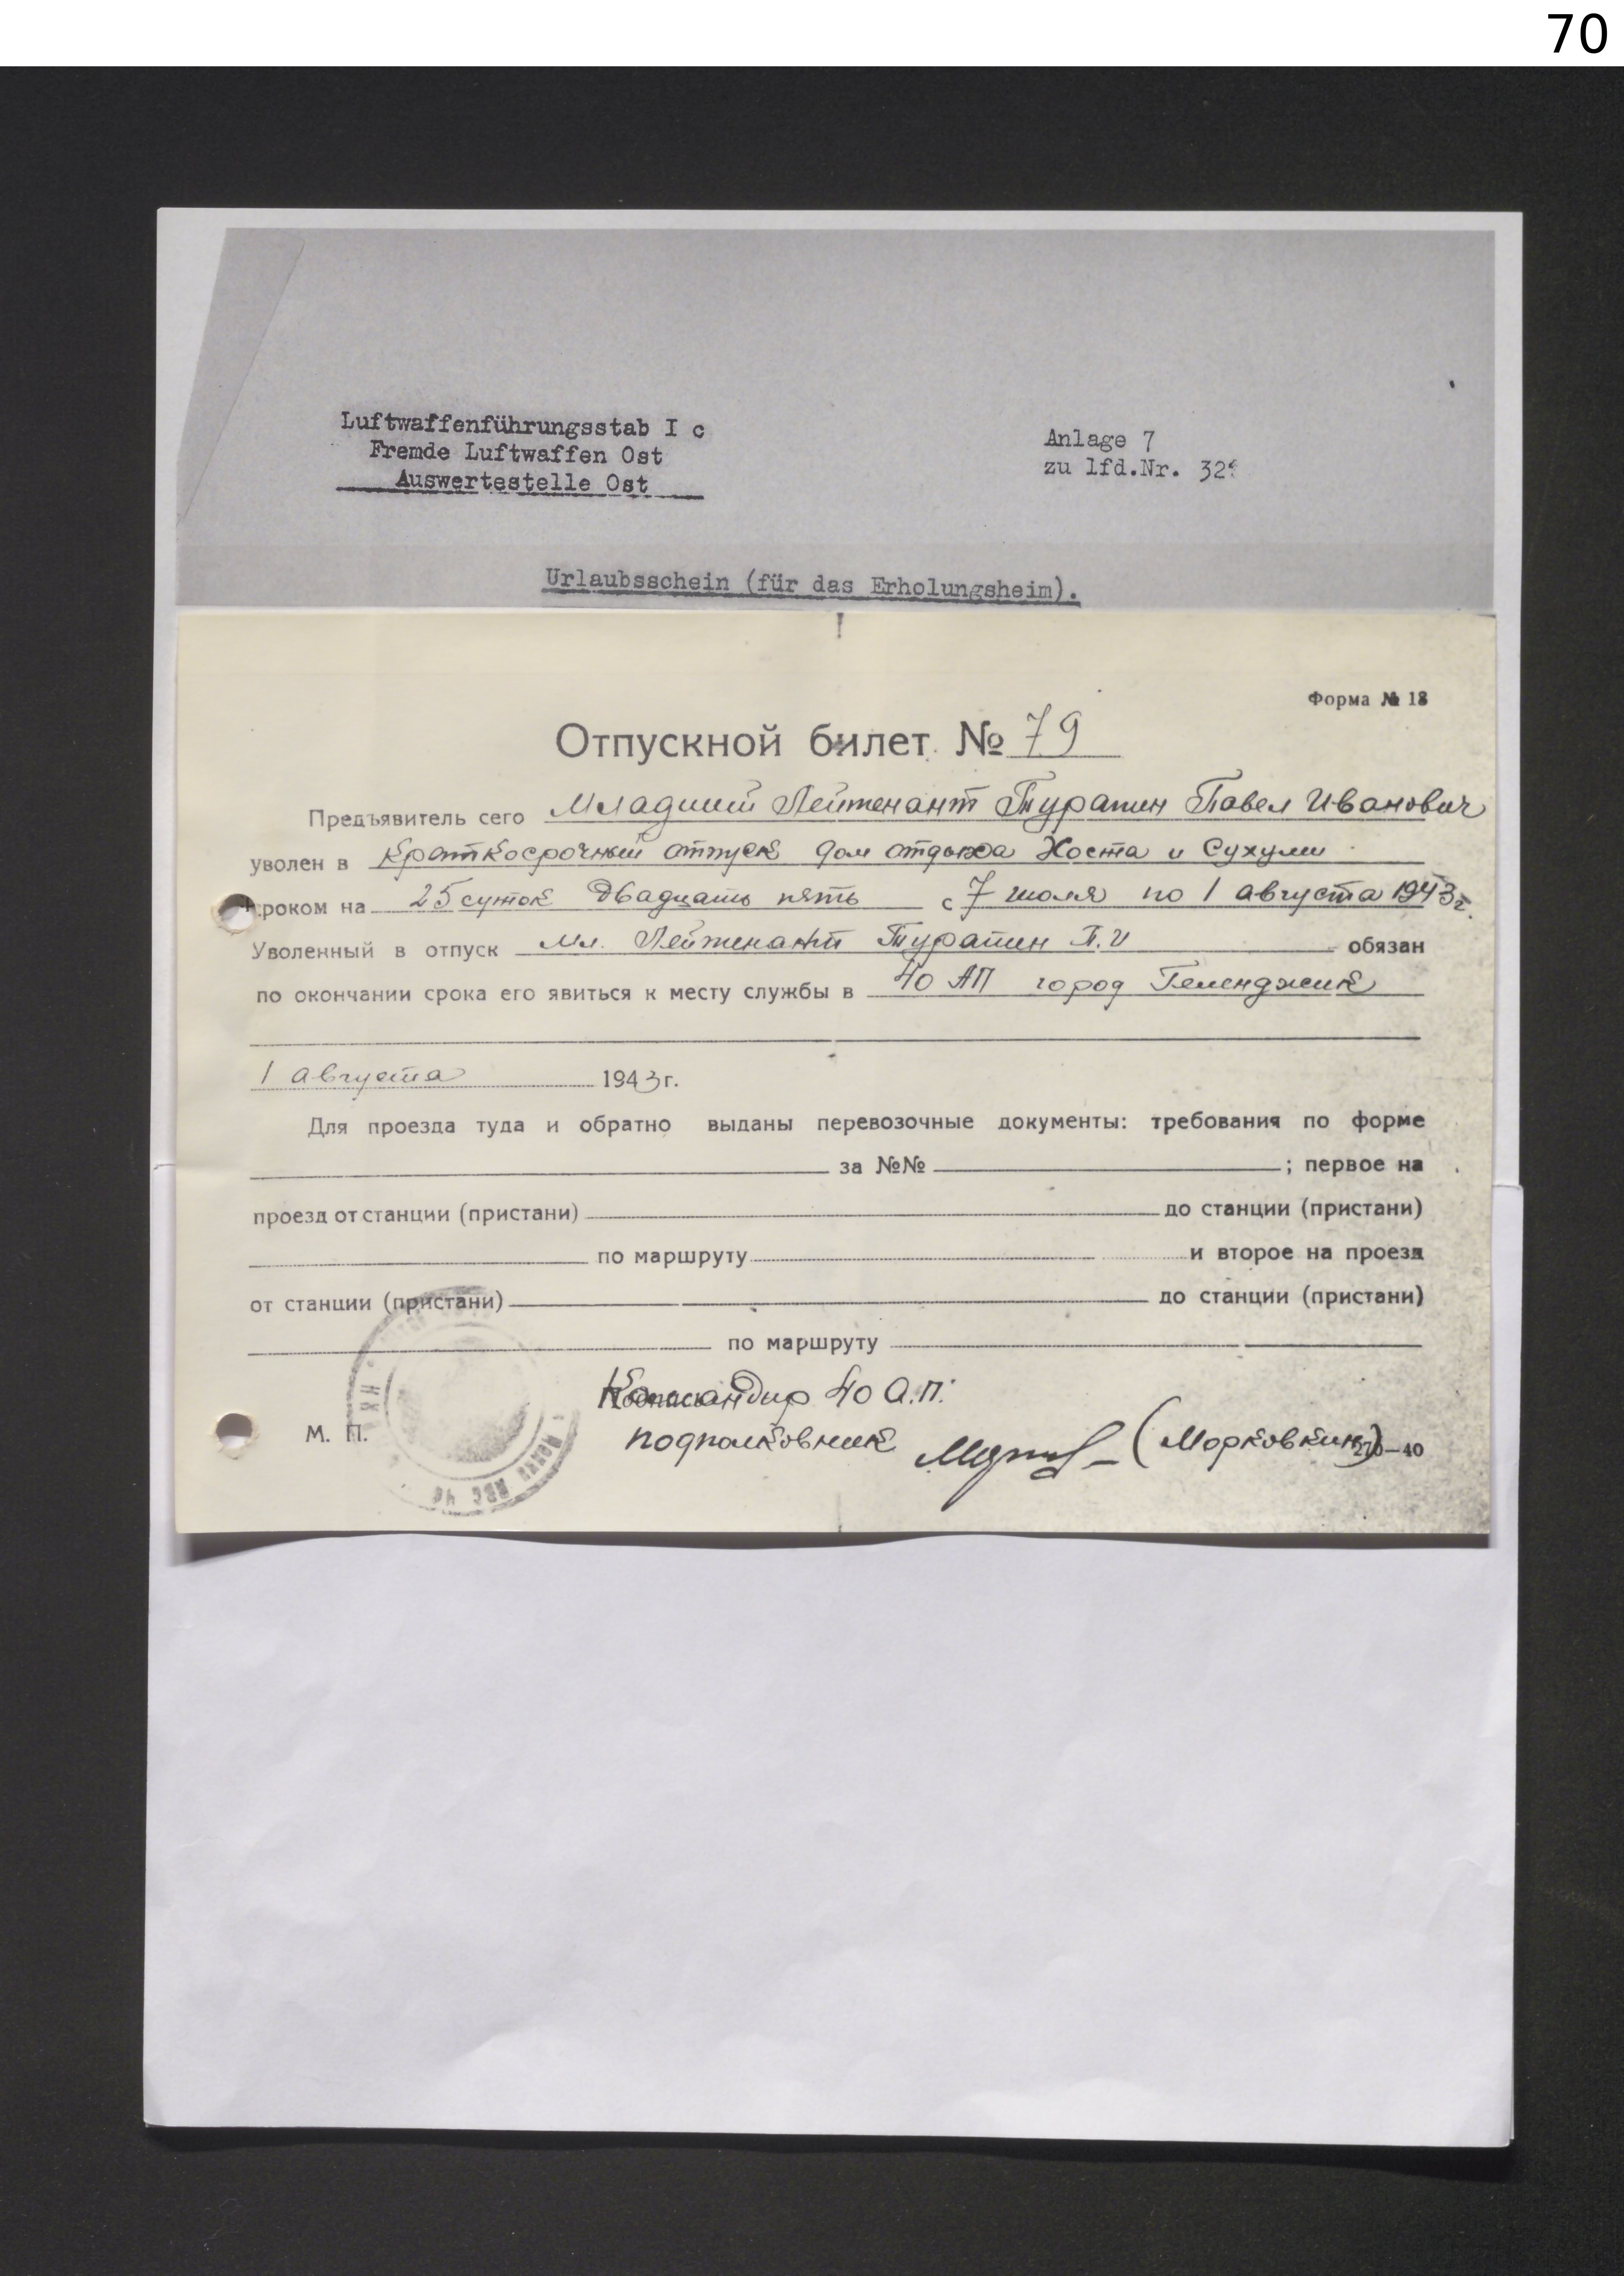 70
Luftwaffenführungsstab I c
Fremde Luftwaffen Ost
Auswertestelle Ost
Anlage 7
zu lfd.Nr. 32
Urlaubsschein (für das Erholungsheim).
Форма № 18
Отпускной билет № 79
Предъявитель сего Младший Лейтенант Турапин Павел Иванович
уволен в краткосрочный отпуск дом отдыха Хоста и Сухуми
сроком на 25 суток Двадцать пять с 7 июля по 1 августа 1943 г.
Уволенный в отпуск Мл. Лейтенант Турапин П.И обязан
по окончании срока его явиться к месту службы в 40 АП город Геленджик
1 августа 1943 г.
Для проезда туда и обратно выданы перевозочные документы: требования по форме
за №№ ; первое на
проезд от станции (пристани) до станции (пристани)
по маршруту и второе на проезд
от станции (пристани) до станции (пристани)
по маршруту
Командир 40 А.П.
М. П.
подполковник (Морковкин)
270—40